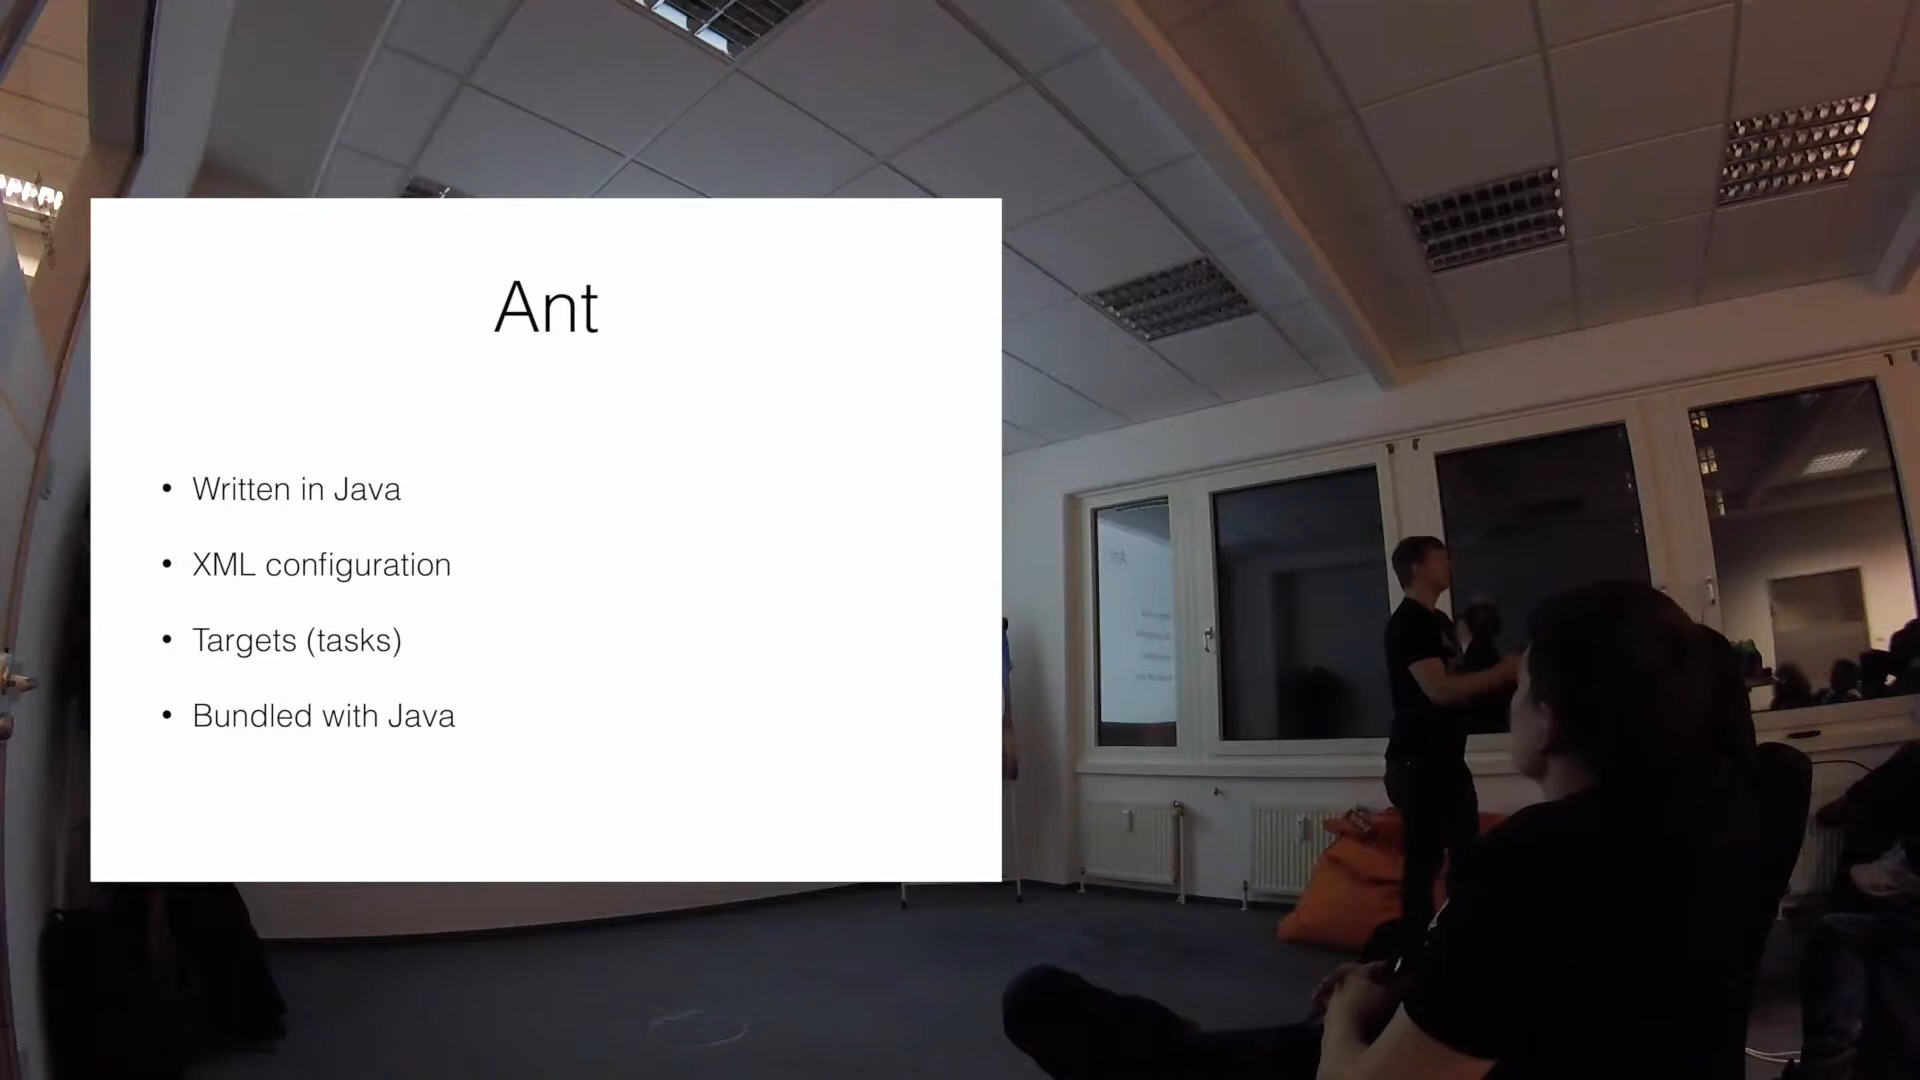 Ant
• Written in Java
• XML configuration
• Targets (tasks)
• Bundled with Java